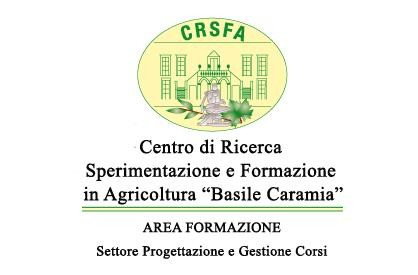 CRSFA
Centro di Ricerca
Sperimentazione e Formazione
in Agricoltura “Basile Caramia”
AREA FORMAZIONE
Settore Progettazione e Gestione Corsi